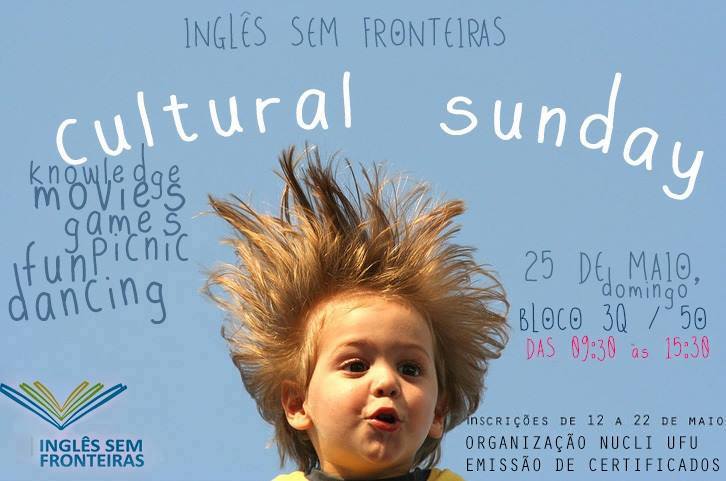 INGLÊS SEM FRONTEIRAS
cultural sunday
knowledge
movies
games
fun picnic
dancing
25 DE MAIO,
domingo
BLOCO 3Q / 50
DAS 09:30 às 15:30
INSCRIÇÕES DE 12 A 22 DE MAIO
ORGANIZAÇÃO NUCLI UFU
EMISSÃO DE CERTIFICADOS
INGLÊS SEM
FRONTEIRAS